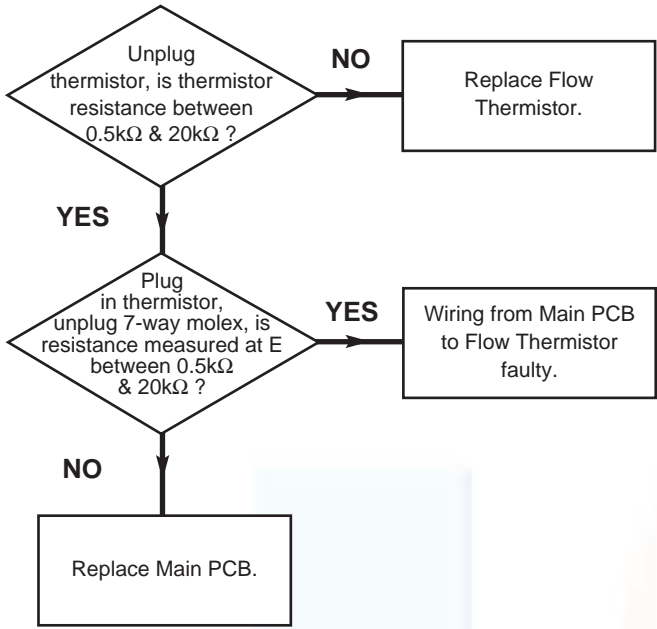 Unplug
thermistor, is thermistor
resistance between
0.5kΩ & 20kΩ ?
NO
Replace Flow
Thermistor.
YES
Plug
in thermistor,
unplug 7-way molex, is
resistance measured at E
between 0.5kΩ
& 20kΩ ?
YES
Wiring from Main PCB
to Flow Thermistor
faulty.
NO
Replace Main PCB.